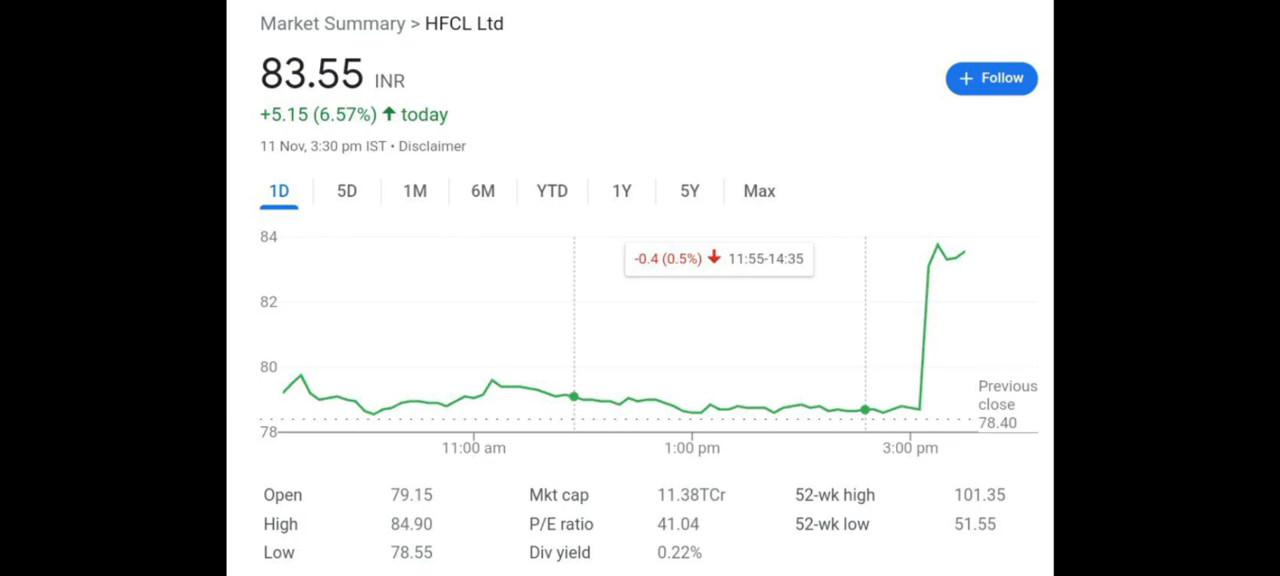 Market Summary > HFCL Ltd
83.55 INR
+ Follow
+5.15 (6.57%) ↑ today
11 Nov, 3:30 pm IST • Disclaimer
1D 5D 1M 6M YTD 1Y 5Y Max
84
-0.4 (0.5%) ↓ 11:55-14:35
82
80
Previous
close
78.40
78
11:00 am 1:00 pm 3:00 pm
Open 79.15 Mkt cap 11.38TCr 52-wk high 101.35
High 84.90 P/E ratio 41.04 52-wk low 51.55
Low 78.55 Div yield 0.22%